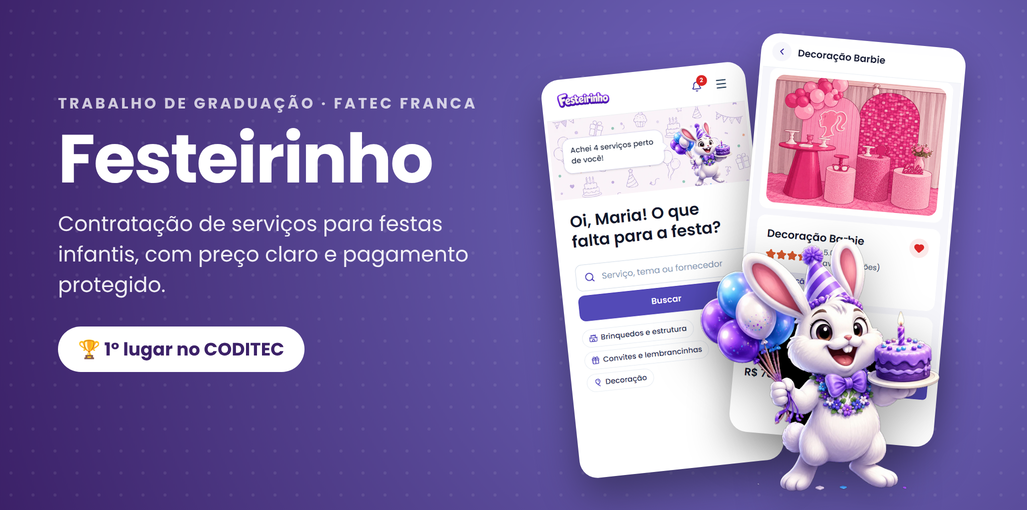 TRABALHO DE GRADUAÇÃO · FATEC FRANCA
Festeirinho
Contratação de serviços para festas
infantis, com preço claro e pagamento
protegido.
🏆 1º lugar no CODITEC
Festeirinho
2
Achei 4 serviços perto
de você!
Oi, Maria! O que
falta para a festa?
Serviço, tema ou fornecedor
Buscar
Brinquedos e estrutura
Convites e lembrancinhas
Decoração
Decoração Barbie
Decoração Barbie
R$